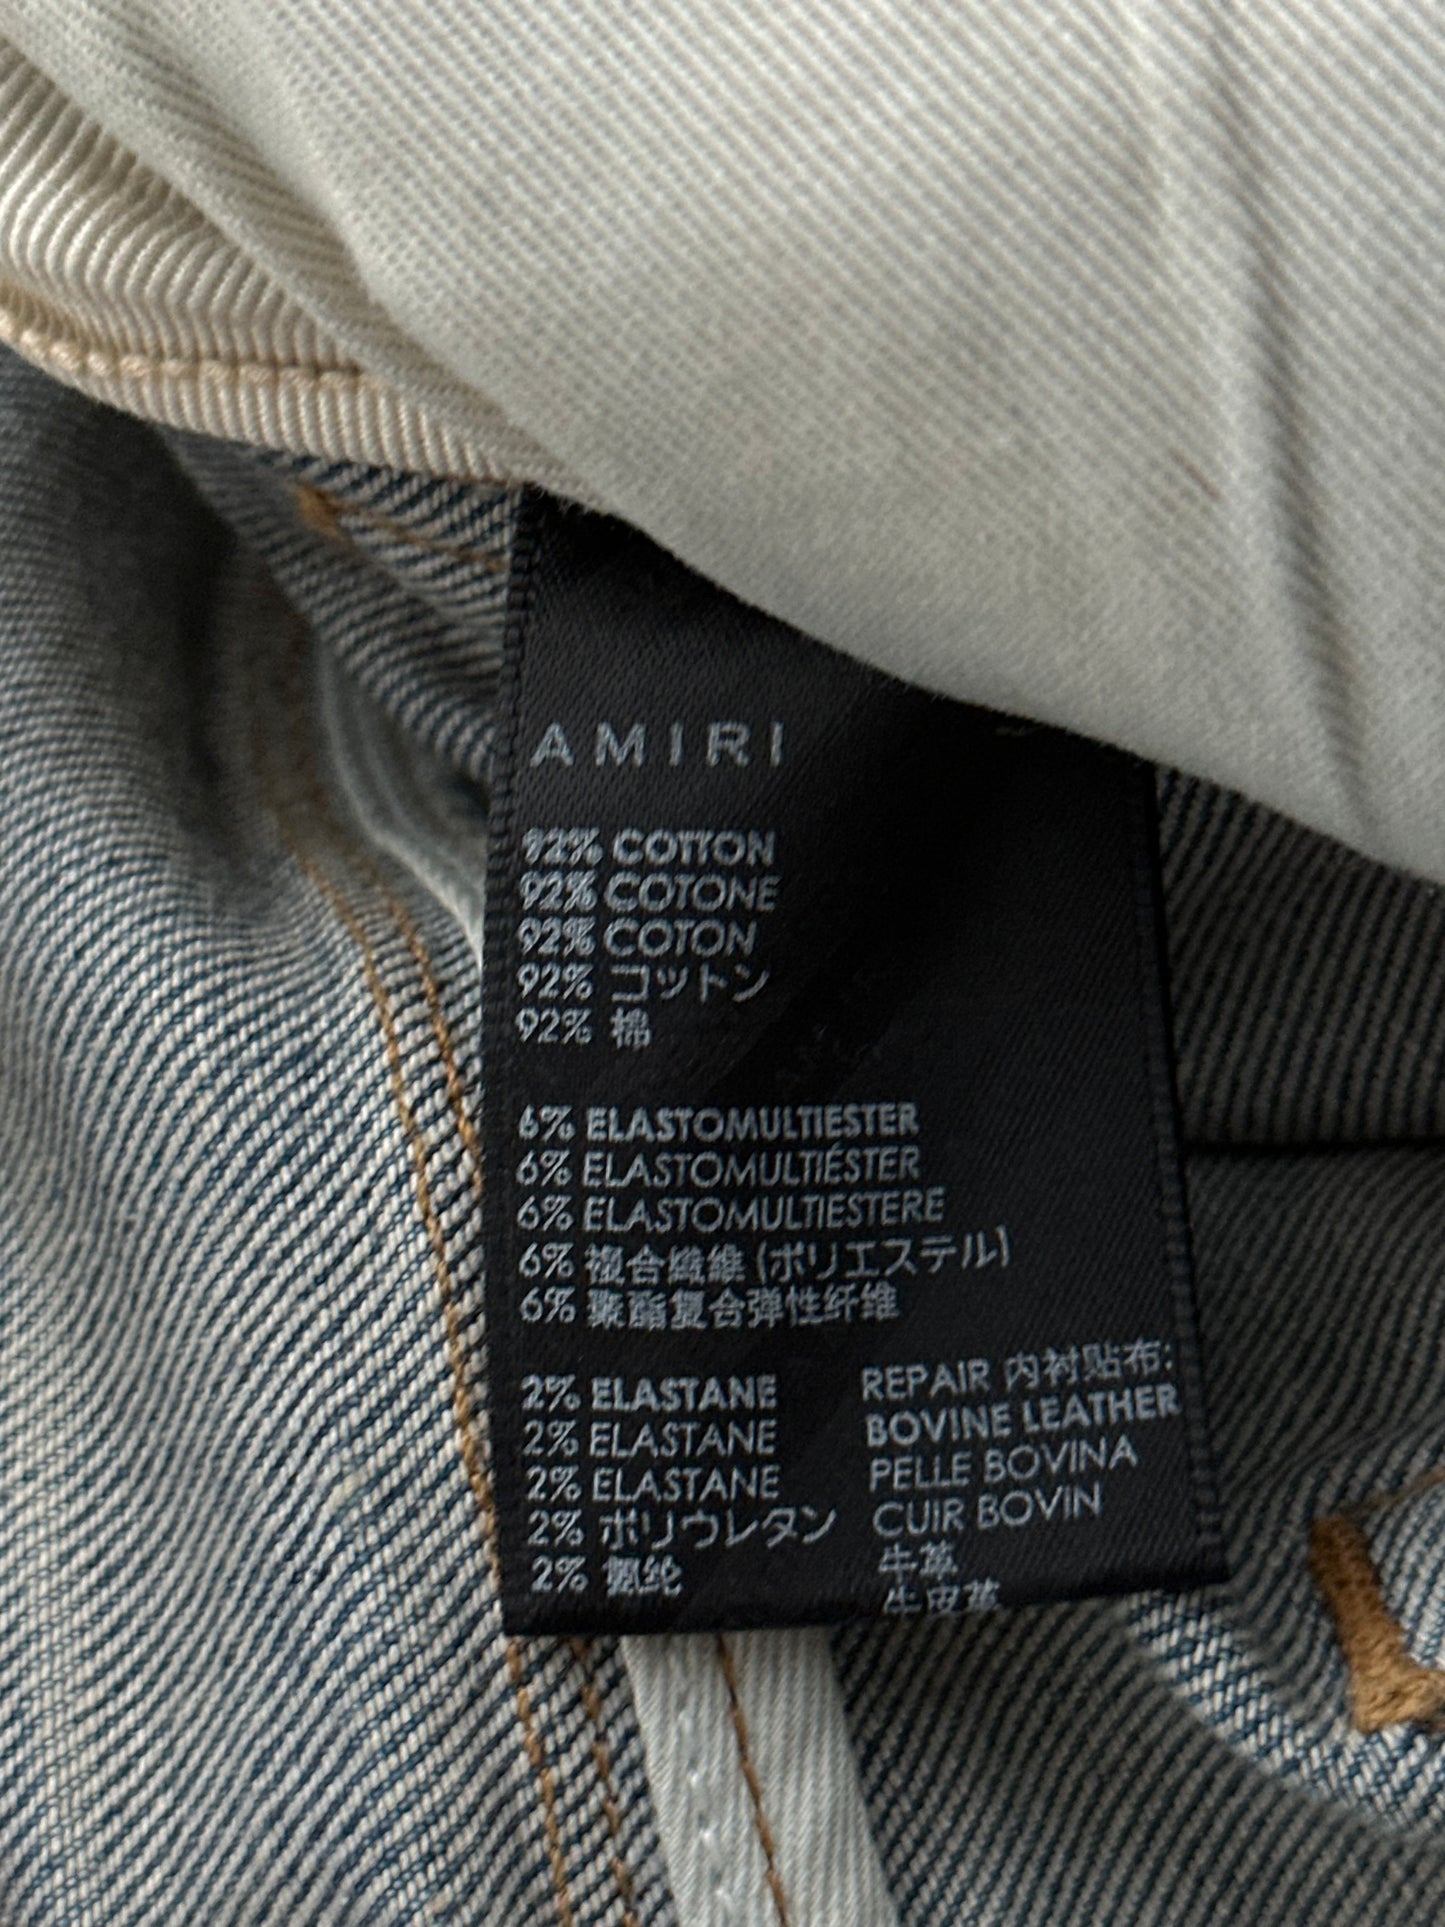 AMIRI
92% COTTON
92% COTONE
92% COTON
92% コットン
92% 棉
6% ELASTOMULTIESTER
6% ELASTOMULTIÉSTER
6% ELASTOMULTIESTERE
6% 複合繊維 (ポリエステル)
6% 聚酯复合弹性纤维
2% ELASTANE
2% ELASTANE
2% ELASTANE
2% ポリウレタン
2% 氨纶
REPAIR 内衬贴布:
BOVINE LEATHER
PELLE BOVINA
CUIR BOVIN
牛革
牛皮革